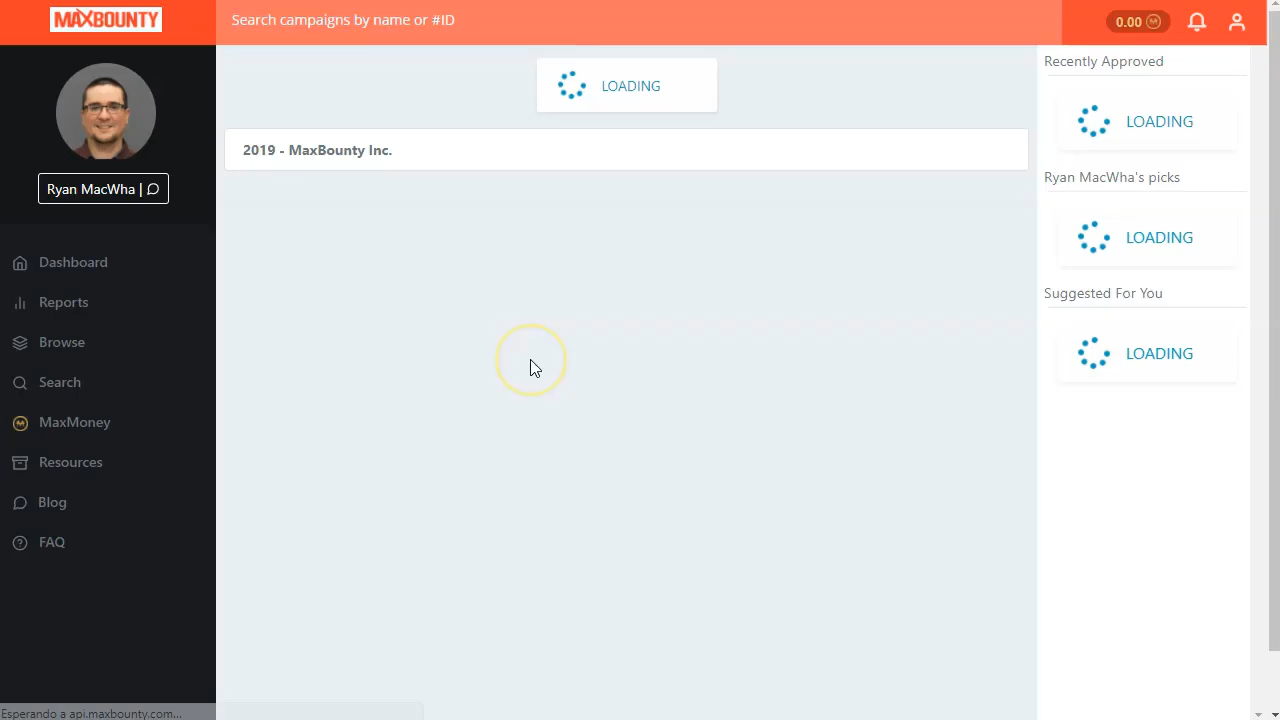 MAXBOUNTY
Search campaigns by name or #ID
0.00
Ryan MacWha |
Dashboard
Reports
Browse
Search
MaxMoney
Resources
Blog
FAQ
Esperando a api.maxbounty.com...
LOADING
2019 - MaxBounty Inc.
Recently Approved
LOADING
Ryan MacWha's picks
LOADING
Suggested For You
LOADING